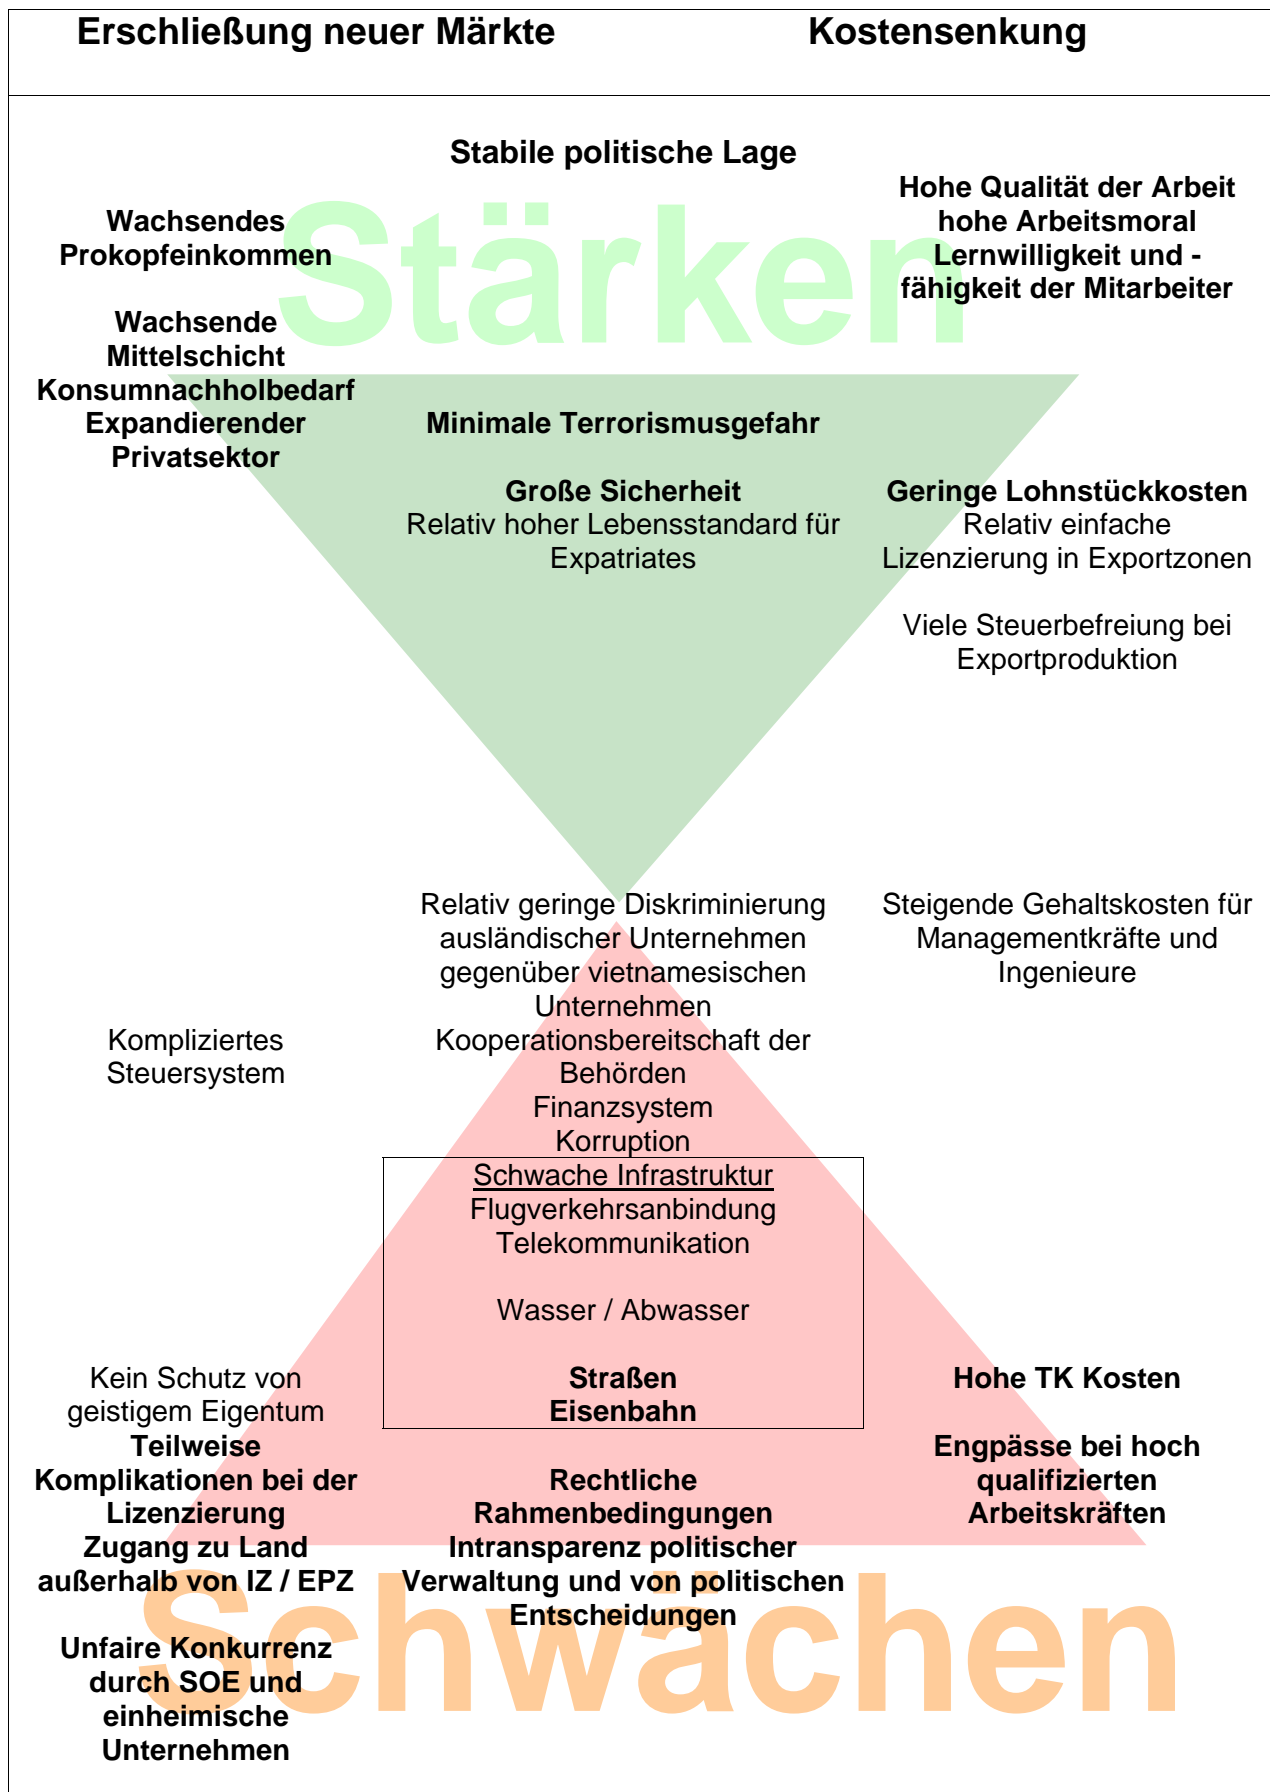 Erschließung neuer Märkte
Kostensenkung
Stärken
Stabile politische Lage
Wachsendes
Prokopfeinkommen
Wachsende
Mittelschicht
Konsumnachholbedarf
Expandierender
Privatsektor
Hohe Qualität der Arbeit
hohe Arbeitsmoral
Lernwilligkeit und -
fähigkeit der Mitarbeiter
Minimale Terrorismusgefahr
Große Sicherheit
Relativ hoher Lebensstandard für
Expatriates
Geringe Lohnstückkosten
Relativ einfache
Lizenzierung in Exportzonen
Viele Steuerbefreiung bei
Exportproduktion
Relativ geringe Diskriminierung
ausländischer Unternehmen
gegenüber vietnamesischen
Unternehmen
Kooperationsbereitschaft der
Behörden
Finanzsystem
Korruption
Steigende Gehaltskosten für
Managementkräfte und
Ingenieure
Kompliziertes
Steuersystem
Schwache Infrastruktur
Flugverkehrsanbindung
Telekommunikation
Wasser / Abwasser
Straßen
Eisenbahn
Kein Schutz von
geistigem Eigentum
Teilweise
Komplikationen bei der
Lizenzierung
Zugang zu Land
außerhalb von IZ / EPZ
Unfaire Konkurrenz
durch SOE und
einheimische
Unternehmen
Rechtliche
Rahmenbedingungen
Intransparenz politischer
Verwaltung und von politischen
Entscheidungen
Hohe TK Kosten
Engpässe bei hoch
qualifizierten
Arbeitskräften
Schwächen